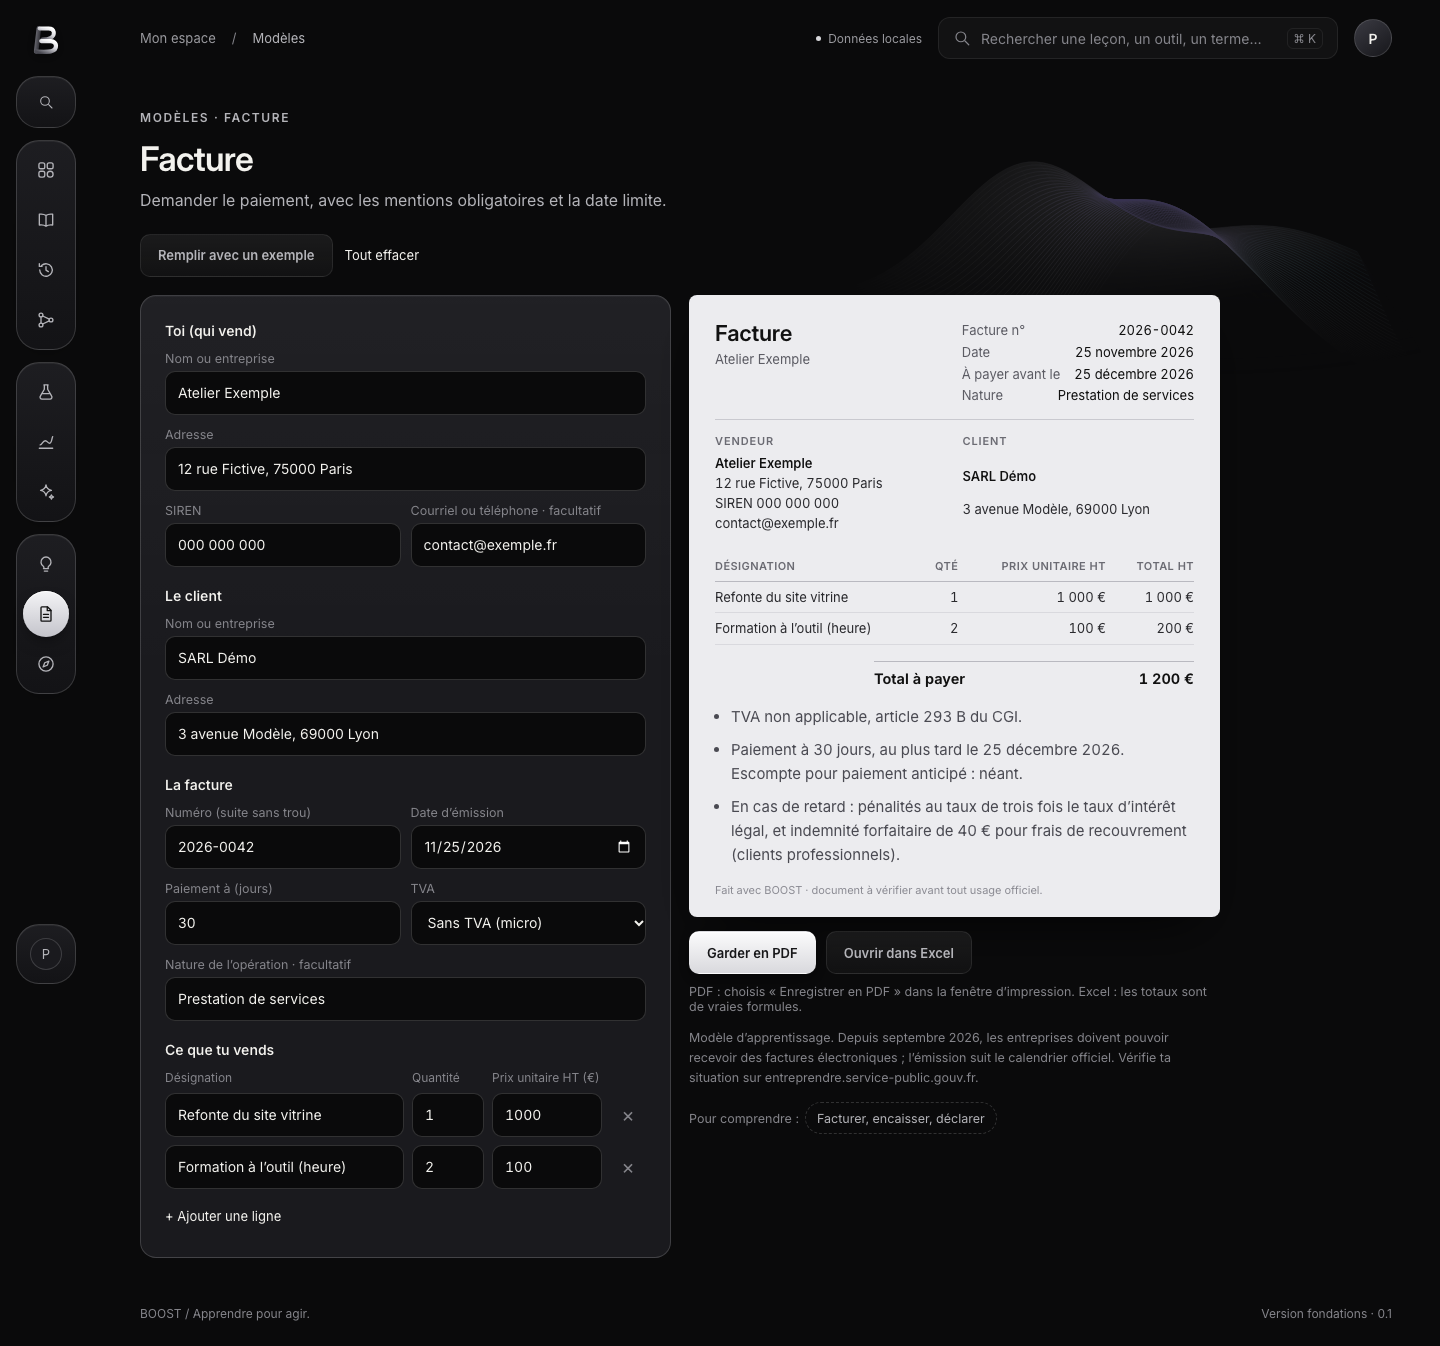 B
Mon espace / Modèles
Données locales
Rechercher une leçon, un outil, un terme...
⌘ K
P
MODÈLES · FACTURE
Facture
Demander le paiement, avec les mentions obligatoires et la date limite.
Remplir avec un exemple
Tout effacer
Toi (qui vend)
Nom ou entreprise
Atelier Exemple
Adresse
12 rue Fictive, 75000 Paris
SIREN
Courriel ou téléphone · facultatif
000 000 000
contact@exemple.fr
Le client
Nom ou entreprise
SARL Démo
Adresse
3 avenue Modèle, 69000 Lyon
La facture
Numéro (suite sans trou)
Date d’émission
2026-0042
11/25/2026
Paiement à (jours)
TVA
30
Sans TVA (micro)
Nature de l’opération · facultatif
Prestation de services
Ce que tu vends
Désignation
Quantité
Prix unitaire HT (€)
Refonte du site vitrine
1
1000
×
Formation à l’outil (heure)
2
100
×
+ Ajouter une ligne
Facture
Atelier Exemple
Facture n° 2026-0042
Date 25 novembre 2026
À payer avant le 25 décembre 2026
Nature Prestation de services
VENDEUR
Atelier Exemple
12 rue Fictive, 75000 Paris
SIREN 000 000 000
contact@exemple.fr
CLIENT
SARL Démo
3 avenue Modèle, 69000 Lyon
DÉSIGNATION QTÉ PRIX UNITAIRE HT TOTAL HT
Refonte du site vitrine 1 1 000 € 1 000 €
Formation à l’outil (heure) 2 100 € 200 €
Total à payer 1 200 €
• TVA non applicable, article 293 B du CGI.
• Paiement à 30 jours, au plus tard le 25 décembre 2026.
Escompte pour paiement anticipé : néant.
• En cas de retard : pénalités au taux de trois fois le taux d’intérêt
légal, et indemnité forfaitaire de 40 € pour frais de recouvrement
(clients professionnels).
Fait avec BOOST · document à vérifier avant tout usage officiel.
Garder en PDF
Ouvrir dans Excel
PDF : choisis « Enregistrer en PDF » dans la fenêtre d’impression. Excel : les totaux sont
de vraies formules.
Modèle d’apprentissage. Depuis septembre 2026, les entreprises doivent pouvoir
recevoir des factures électroniques ; l’émission suit le calendrier officiel. Vérifie ta
situation sur entreprendre.service-public.gouv.fr.
Pour comprendre : Facturer, encaisser, déclarer
P
BOOST / Apprendre pour agir.
Version fondations · 0.1